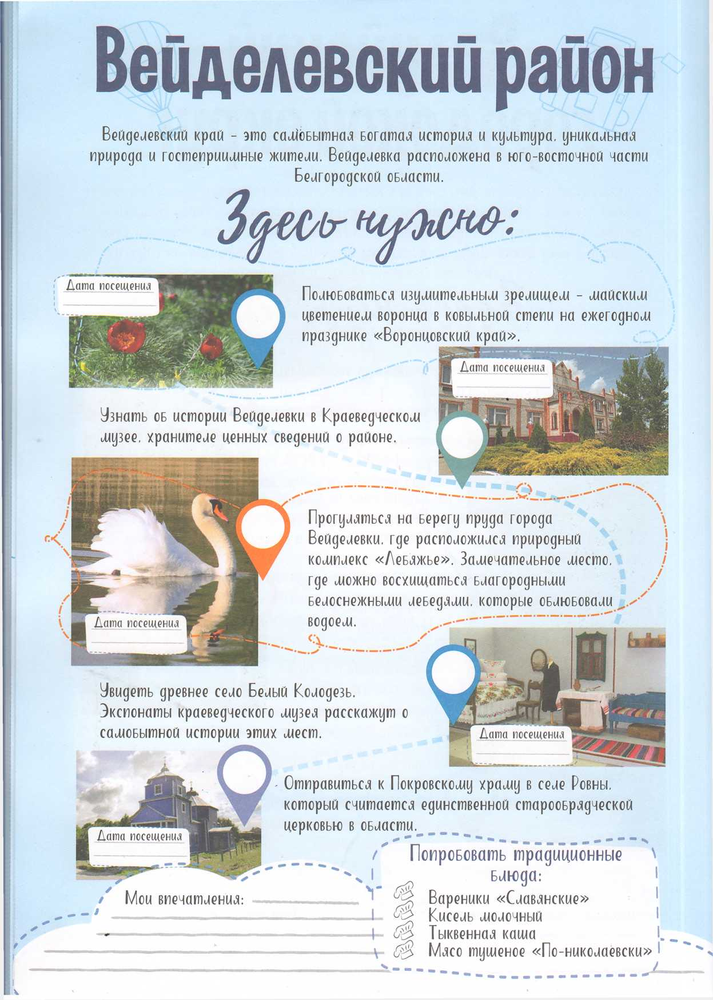 Вейделевский район
Вейделевский край - это самобытная богатая история и культура, уникальная
природа и гостеприимные жители. Вейделевка расположена в юго-восточной части
Белгородской области.
Здесь нужно:
Дата посещения
Полюбоваться изумительным зрелищем - майским
цветением воронца в ковыльной степи на ежегодном
празднике «Воронцовский край».
Дата посещения
Узнать об истории Вейделевки в Краеведческом
музее, хранителе ценных сведений о районе.
Прогуляться на берегу пруда города
Вейделевки, где расположился природный
комплекс «Лебяжье». Замечательное место,
где можно восхищаться благородными
белоснежными лебедями, которые облюбовали
водоем.
Дата посещения
Увидеть древнее село Белый Колодезь.
Экспонаты краеведческого музея расскажут о
самобытной истории этих мест.
Дата посещения
Отправиться к Покровскому храму в селе Ровны,
который считается единственной старообрядческой
церковью в области.
Дата посещения
Попробовать традиционные
блюда:
Вареники «Славянские»
Кисель молочный
Тыквенная каша
Мясо тушеное «По-николаевски»
Мои впечатления: